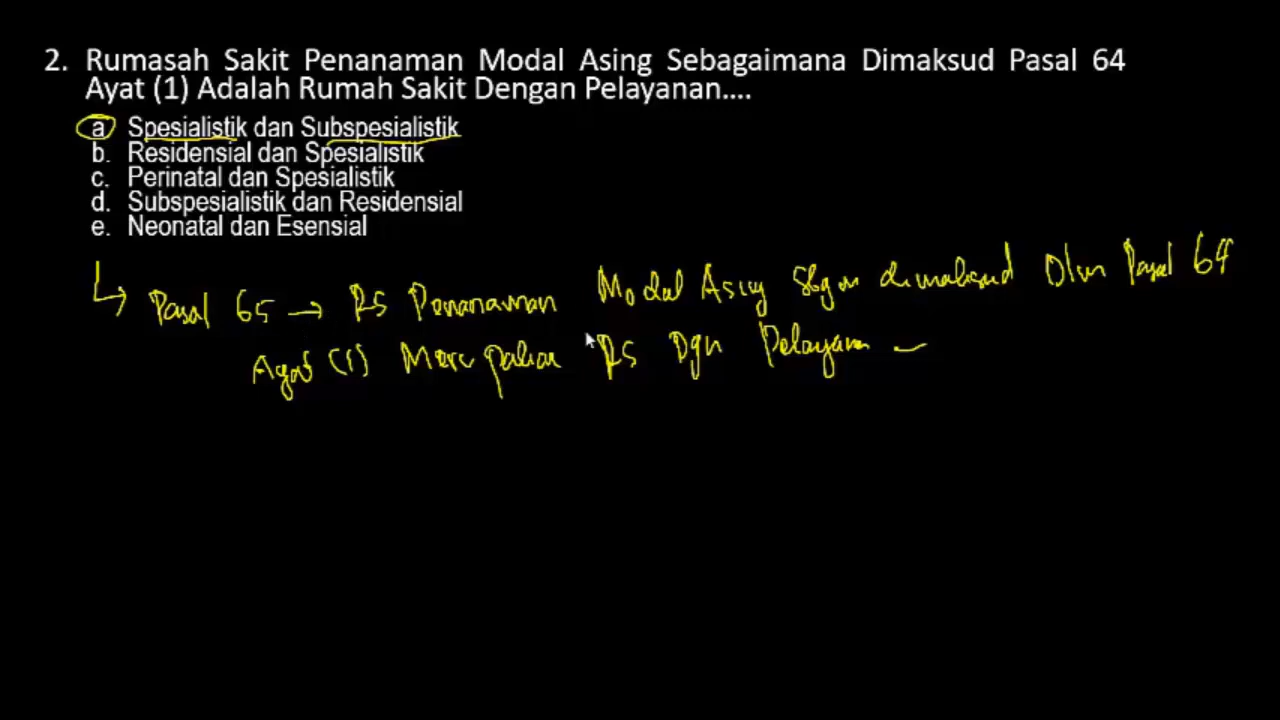 2. Rumasah Sakit Penanaman Modal Asing Sebagaimana Dimaksud Pasal 64
Ayat (1) Adalah Rumah Sakit Dengan Pelayanan....
a Spesialistik dan Subspesialistik
b. Residensial dan Spesialistik
c. Perinatal dan Spesialistik
d. Subspesialistik dan Residensial
e. Neonatal dan Esensial
Pasal 65 → RS Penanaman Modal Asing Sbgm dimaksud Dlm Pasal 64
Ayat (1) Merupakan RS Dgn Pelayanan